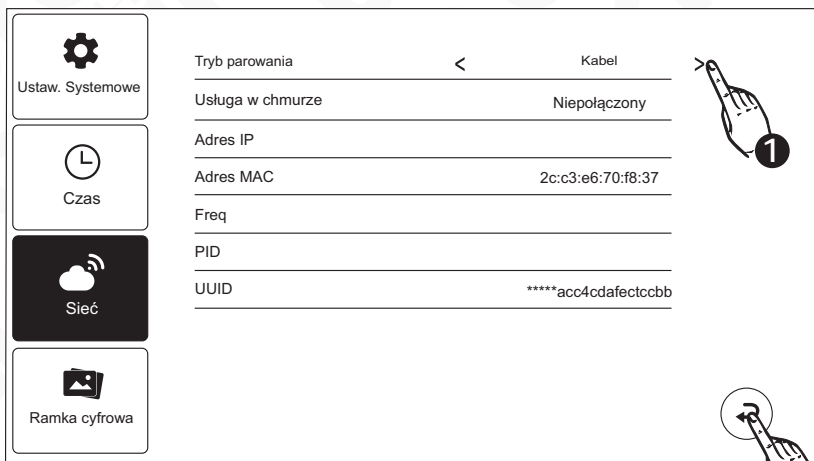 Ustaw. Systemowe
Czas
Sieć
Ramka cyfrowa
Tryb parowania < Kabel >
Usługa w chmurze Niepołączony
Adres IP
Adres MAC 2c:c3:e6:70:f8:37
Freq
PID
UUID *****acc4cdafectccbb
1